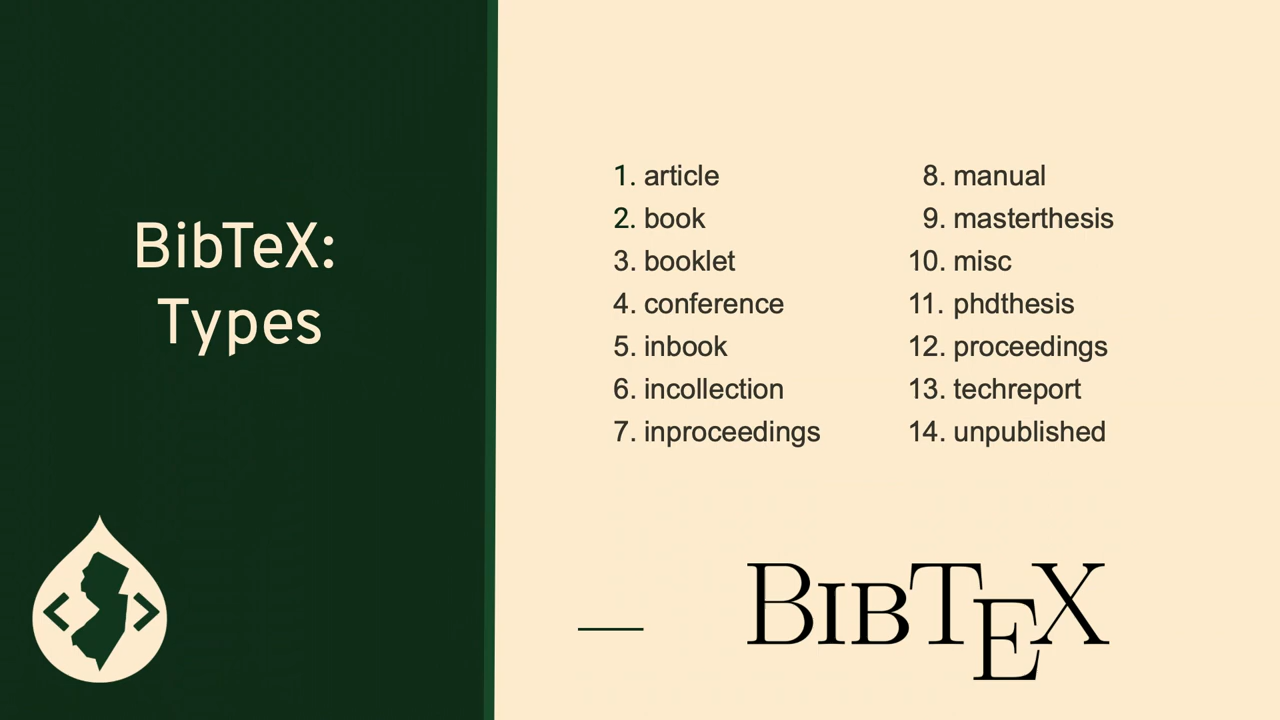 BibTeX:
Types
1. article
2. book
3. booklet
4. conference
5. inbook
6. incollection
7. inproceedings
8. manual
9. masterthesis
10. misc
11. phdthesis
12. proceedings
13. techreport
14. unpublished
< >
BIBTEX